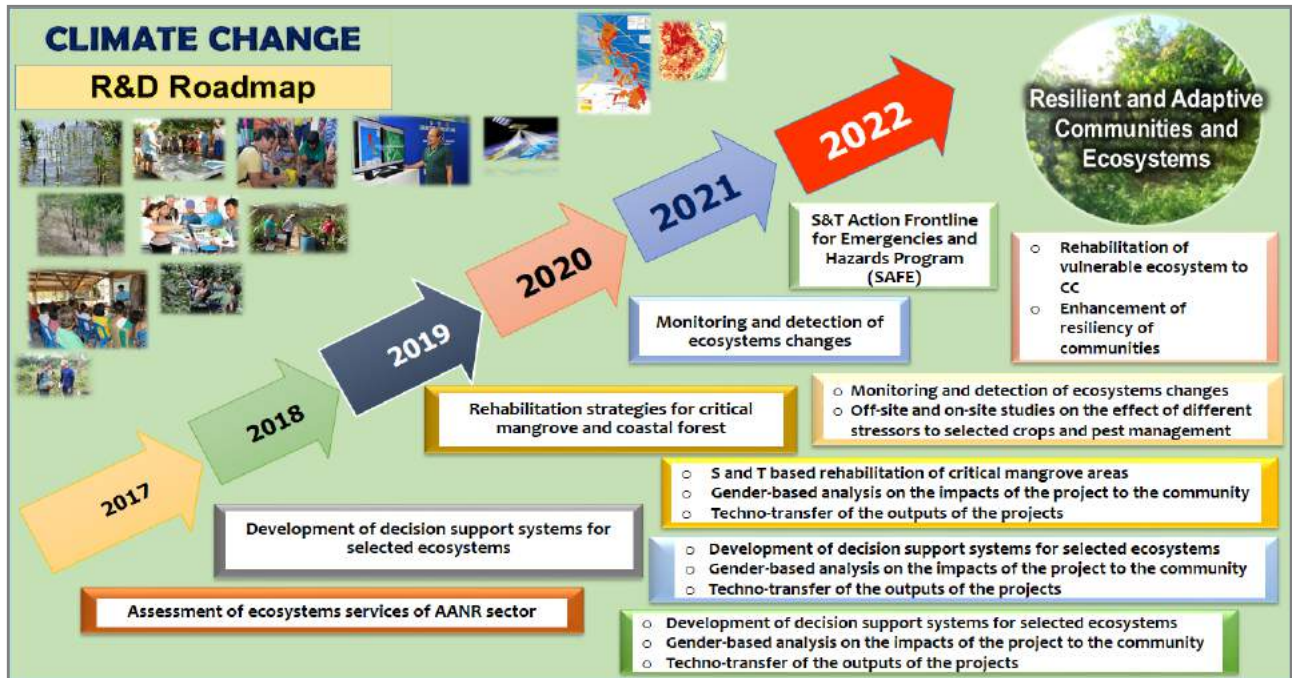 CLIMATE CHANGE
R&D Roadmap
2017
2018
2019
2020
2021
2022
Resilient and Adaptive
Communities and
Ecosystems
S&T Action Frontline
for Emergencies and
Hazards Program
(SAFE)
o Rehabilitation of
vulnerable ecosystem to
CC
o Enhancement of
resiliency of
communities
Monitoring and detection of
ecosystems changes
o Monitoring and detection of ecosystems changes
o Off-site and on-site studies on the effect of different
stressors to selected crops and pest management
Rehabilitation strategies for critical
mangrove and coastal forest
o S and T based rehabilitation of critical mangrove areas
o Gender-based analysis on the impacts of the project to the community
o Techno-transfer of the outputs of the projects
Development of decision support systems for
selected ecosystems
o Development of decision support systems for selected ecosystems
o Gender-based analysis on the impacts of the project to the community
o Techno-transfer of the outputs of the projects
Assessment of ecosystems services of AANR sector
o Development of decision support systems for selected ecosystems
o Gender-based analysis on the impacts of the project to the community
o Techno-transfer of the outputs of the projects